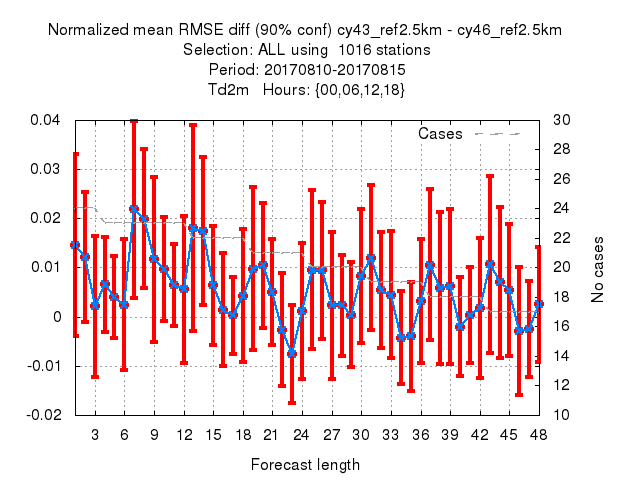 Normalized mean RMSE diff (90% conf) cy43_ref2.5km - cy46_ref2.5km
Selection: ALL using  1016 stations
Period: 20170810-20170815
Td2m   Hours: {00,06,12,18}
0.04
0.03
0.02
0.01
0
-0.01
-0.02
Cases
30
28
26
24
22
20
18
16
14
12
10
No cases
3 6 9 12 15 18 21 24 27 30 33 36 39 42 45 48
Forecast length